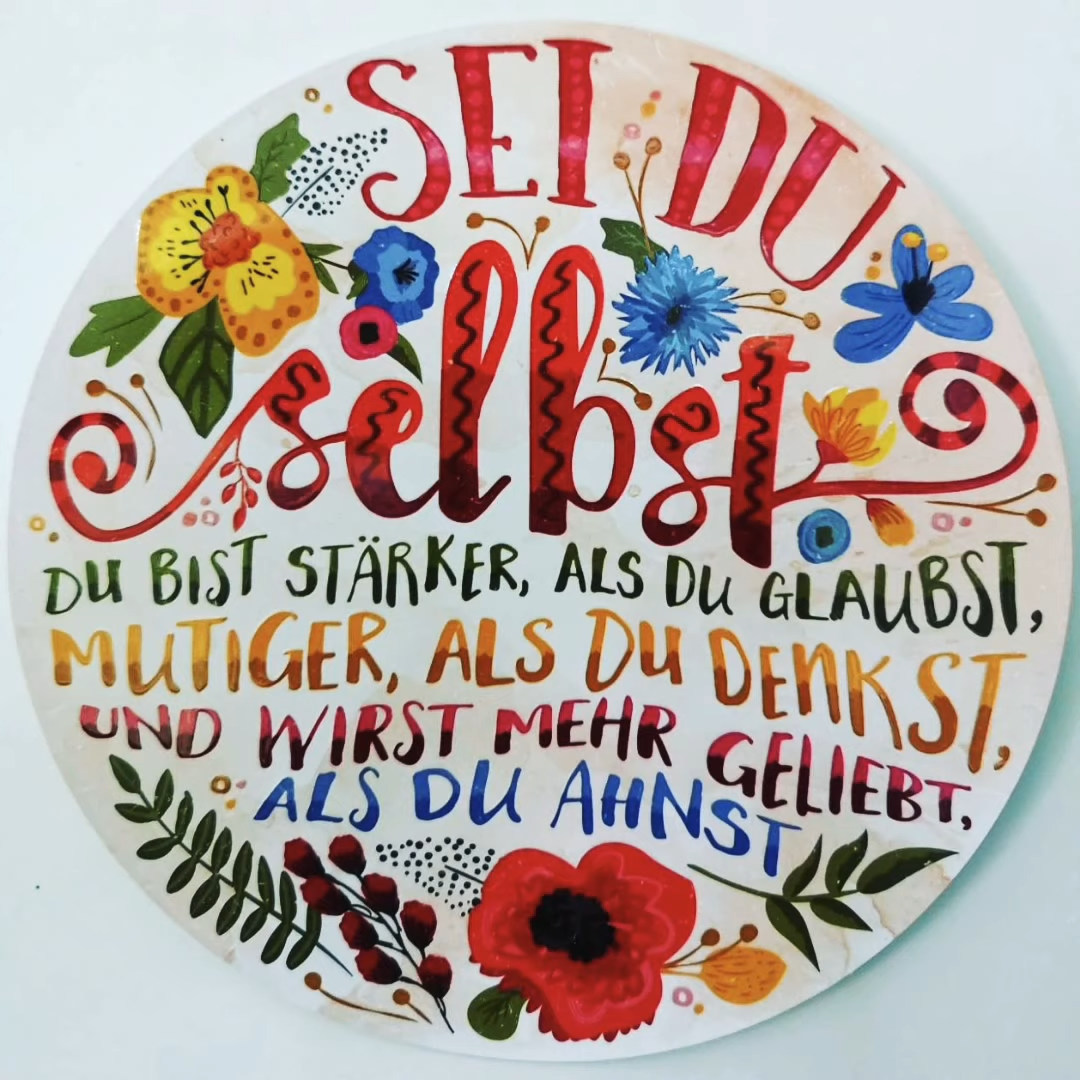 SEI DU
selbst
DU BIST STÄRKER, ALS DU GLAUBST,
MUTIGER, ALS DU DENKST,
UND WIRST MEHR GELIEBT,
ALS DU AHNST